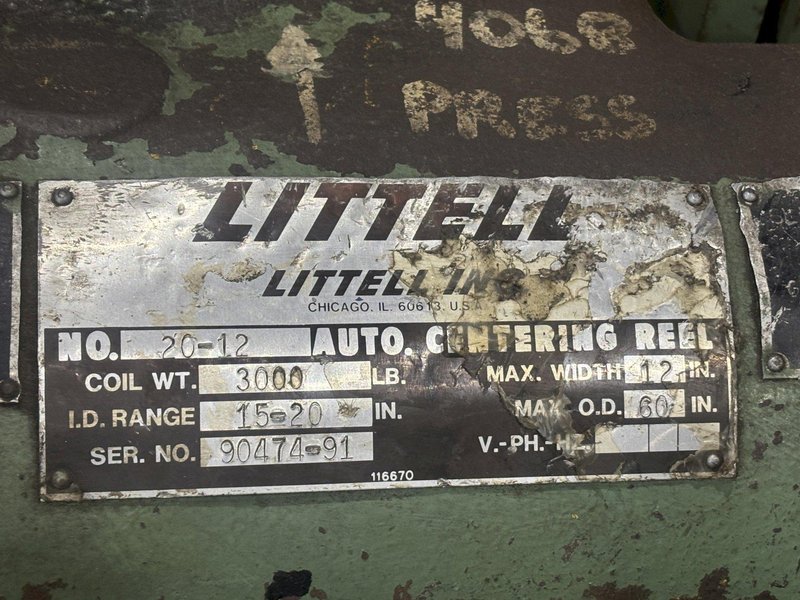 4068
PRESS
LITTELL
LITTELL INC
CHICAGO, IL. 60613, U.S.A
NO. 20-12 AUTO. CENTERING REEL
COIL WT. 3000 LB. MAX. WIDTH 12 IN.
I.D. RANGE 15-20 IN. MAX. O.D. 60 IN.
SER. NO. 90474-91 V.-PH.-HZ.
116670